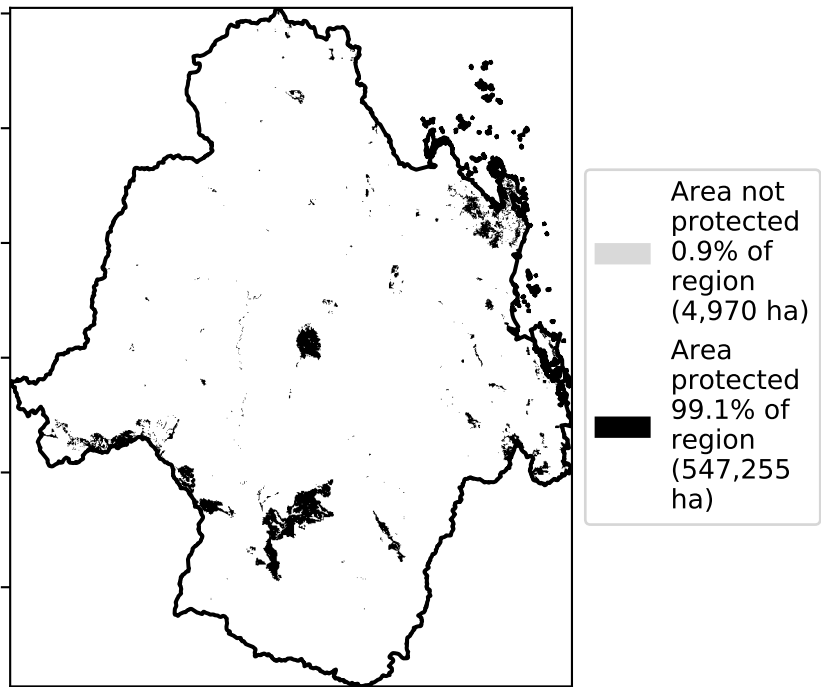 Area not
protected
0.9% of
region
(4,970 ha)
Area
protected
99.1% of
region
(547,255
ha)